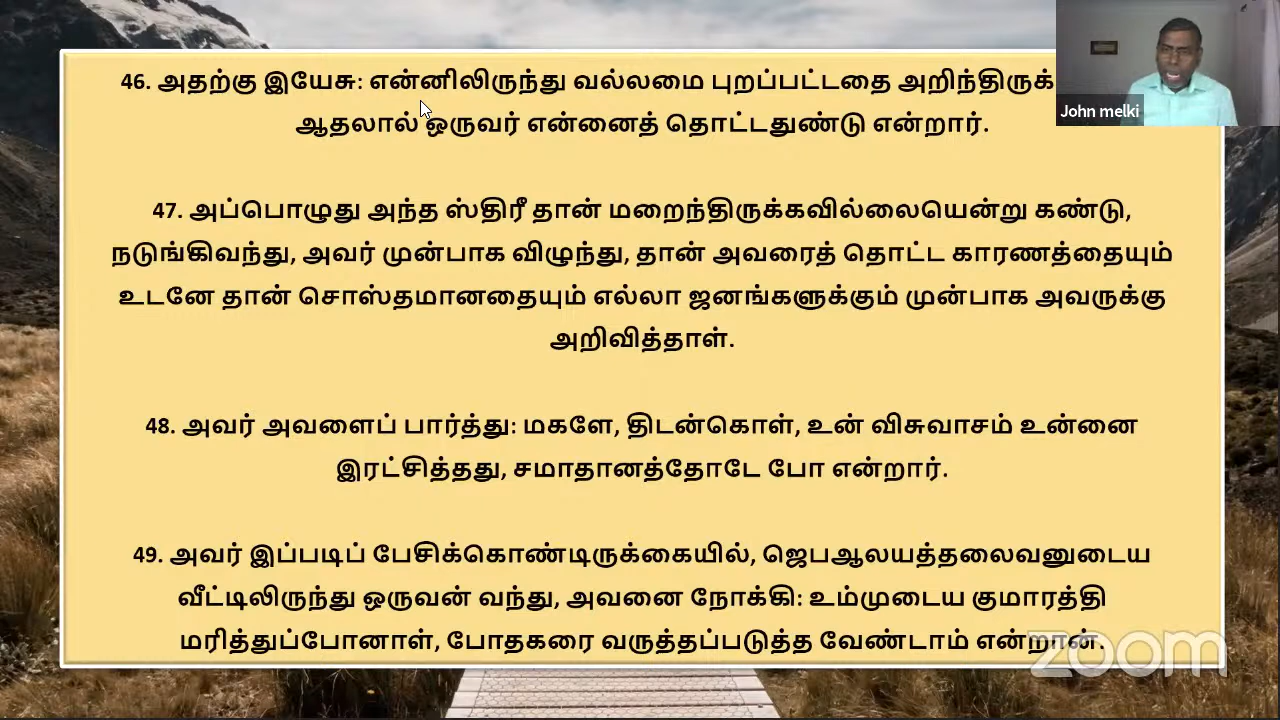 46. அதற்கு இயேசு: என்னிலிருந்து வல்லமை புறப்பட்டதை
ஆதலால் ஒருவர் என்னைத் தொட்டதுண்டு என்றார்.
47. அப்பொழுது அந்த ஸ்திரீ தான் மறைந்திருக்கவில்லையென்று கண்டு,
நடுங்கிவந்து, அவர் முன்பாக விழுந்து, தான் அவரைத் தொட்ட காரணத்தையும்
உடனே தான் சொஸ்தமானதையும் எல்லா ஜனங்களுக்கும் முன்பாக அவருக்கு
அறிவித்தாள்.
48. அவர் அவளைப் பார்த்து: மகளே, திடன்கொள், உன் விசுவாசம் உன்னை
இரட்சித்தது, சமாதானத்தோடே போ என்றார்.
49. அவர் இப்படிப் பேசிக்கொண்டிருக்கையில், ஜெபஆலயத்தலைவனுடைய
வீட்டிலிருந்து ஒருவன் வந்து, அவனை நோக்கி: உம்முடைய குமாரத்தி
மரித்துப்போனாள், போதகரை வருத்தப்படுத்த வேண்டாம் என்றான்.
John melki
zoom